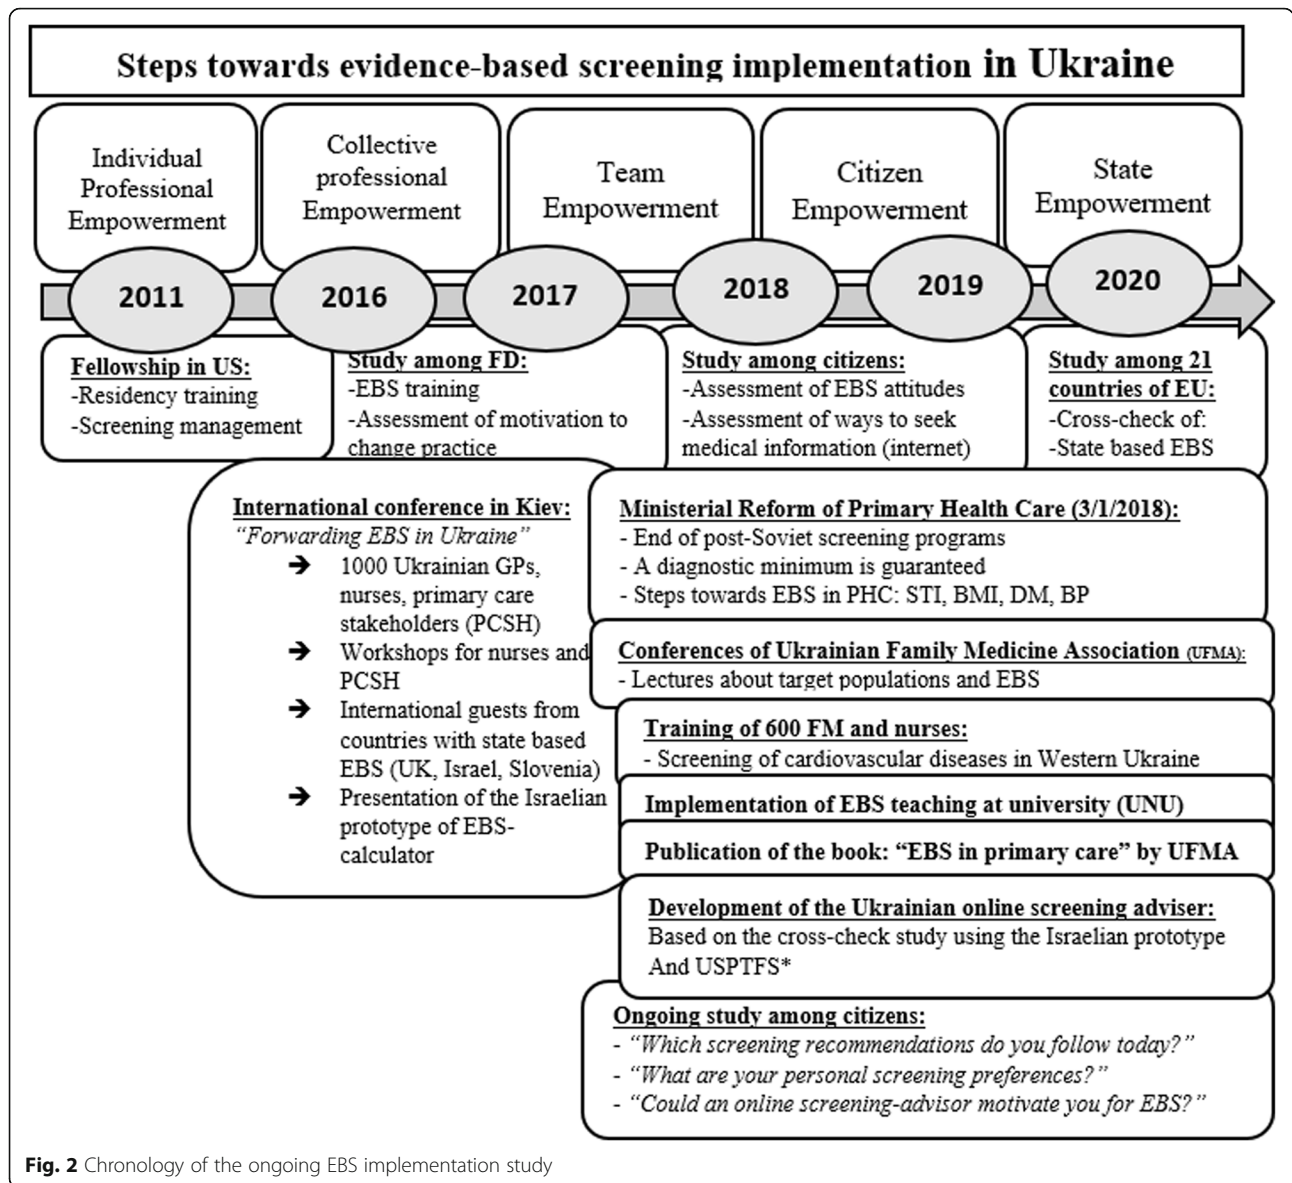 Steps towards evidence-based screening implementation in Ukraine
Individual
Professional
Empowerment
Collective
professional
Empowerment
Team
Empowerment
Citizen
Empowerment
State
Empowerment
2011
2016
2017
2018
2019
2020
Fellowship in US:
-Residency training
-Screening management
Study among FD:
-EBS training
-Assessment of motivation to
change practice
Study among citizens:
-Assessment of EBS attitudes
-Assessment of ways to seek
medical information (internet)
Study among 21
countries of EU:
-Cross-check of:
-State based EBS
International conference in Kiev:
"Forwarding EBS in Ukraine"
➔ 1000 Ukrainian GPs,
nurses, primary care
stakeholders (PCSH)
➔ Workshops for nurses and
PCSH
➔ International guests from
countries with state based
EBS (UK, Israel, Slovenia)
➔ Presentation of the Israelian
prototype of EBS-
calculator
Ministerial Reform of Primary Health Care (3/1/2018):
- End of post-Soviet screening programs
- A diagnostic minimum is guaranteed
- Steps towards EBS in PHC: STI, BMI, DM, BP
Conferences of Ukrainian Family Medicine Association (UFMA):
- Lectures about target populations and EBS
Training of 600 FM and nurses:
- Screening of cardiovascular diseases in Western Ukraine
Implementation of EBS teaching at university (UNU)
Publication of the book: “EBS in primary care” by UFMA
Development of the Ukrainian online screening adviser:
Based on the cross-check study using the Israelian prototype
And USPTFS*
Ongoing study among citizens:
- “Which screening recommendations do you follow today?”
- “What are your personal screening preferences?”
- “Could an online screening-advisor motivate you for EBS?”
Fig. 2 Chronology of the ongoing EBS implementation study